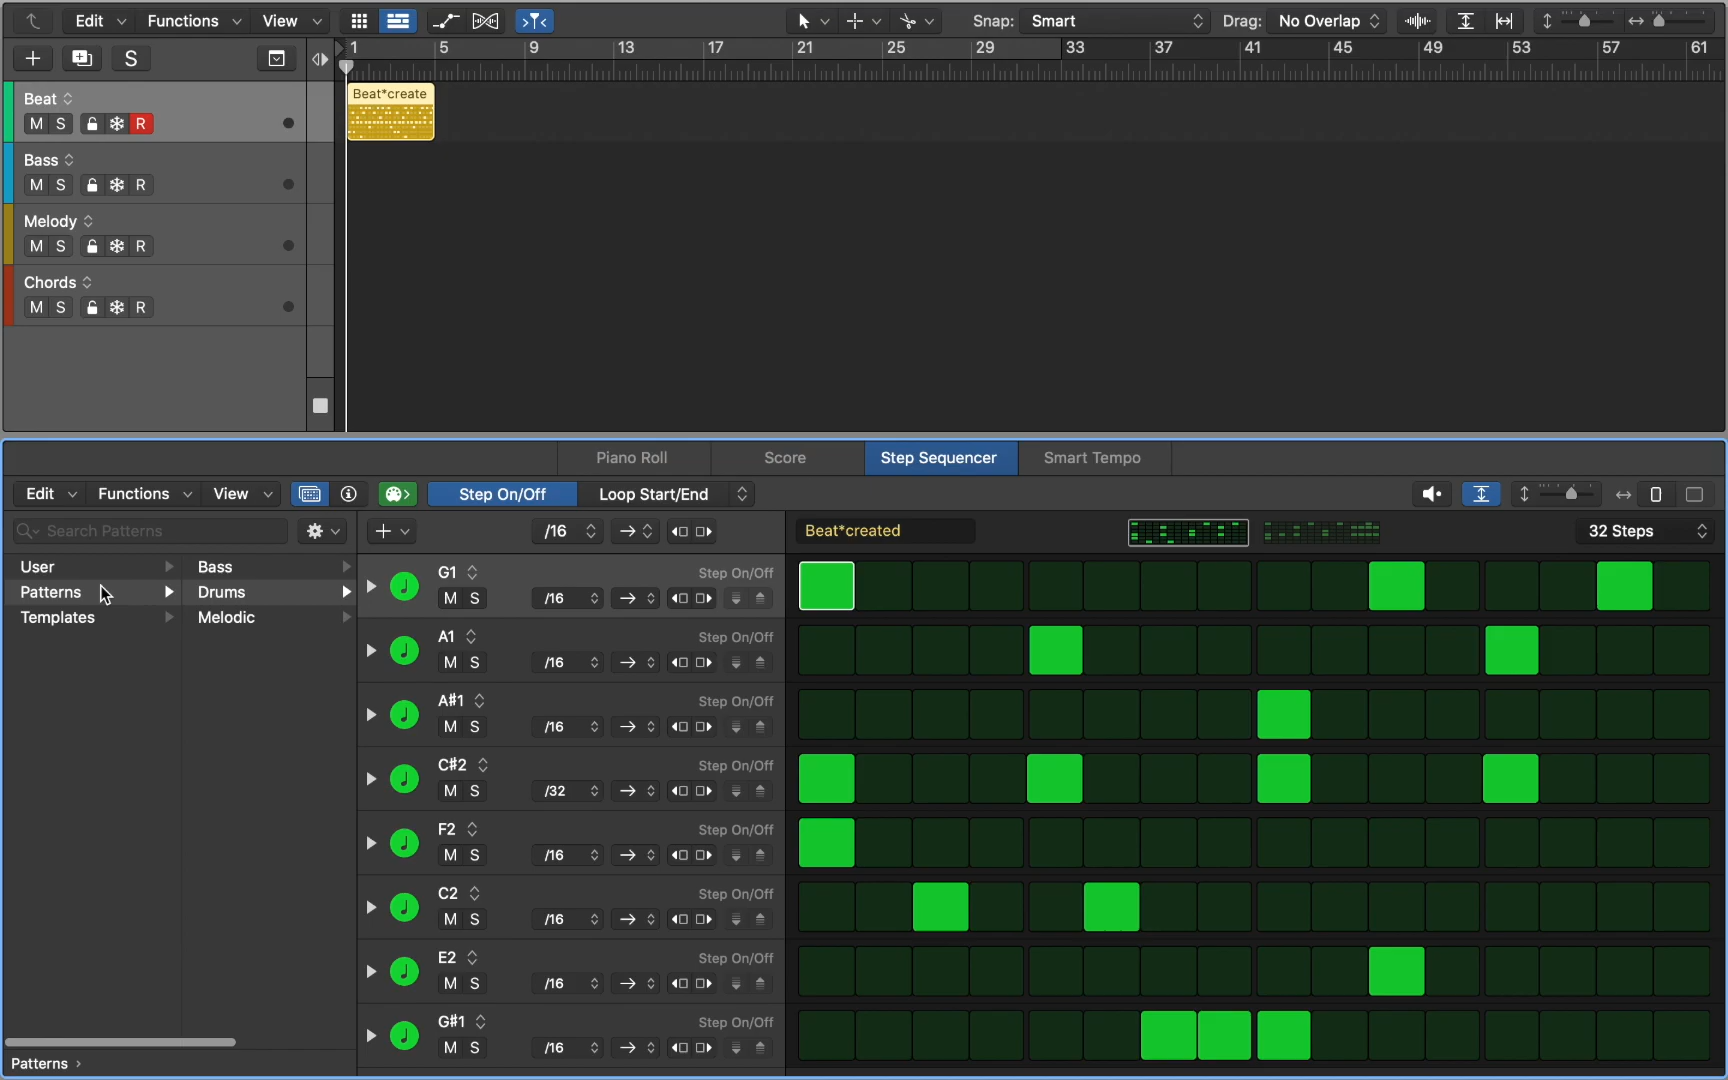 Edit Functions View Snap: Smart Drag: No Overlap
S 1 5 9 13 17 21 25 29 33 37 41 45 49 53 57 61
Beat Beat*create
M S R
Bass
M S R
Melody
M S R
Chords
M S R
Piano Roll Score Step Sequencer Smart Tempo
Edit Functions View Step On/Off Loop Start/End
Search Patterns /16 Beat*created 32 Steps
User Bass
Patterns Drums
Templates Melodic
G1 Step On/Off
M S /16
A1 Step On/Off
M S /16
A#1 Step On/Off
M S /16
C#2 Step On/Off
M S /32
F2 Step On/Off
M S /16
C2 Step On/Off
M S /16
E2 Step On/Off
M S /16
G#1 Step On/Off
M S /16
Patterns ›